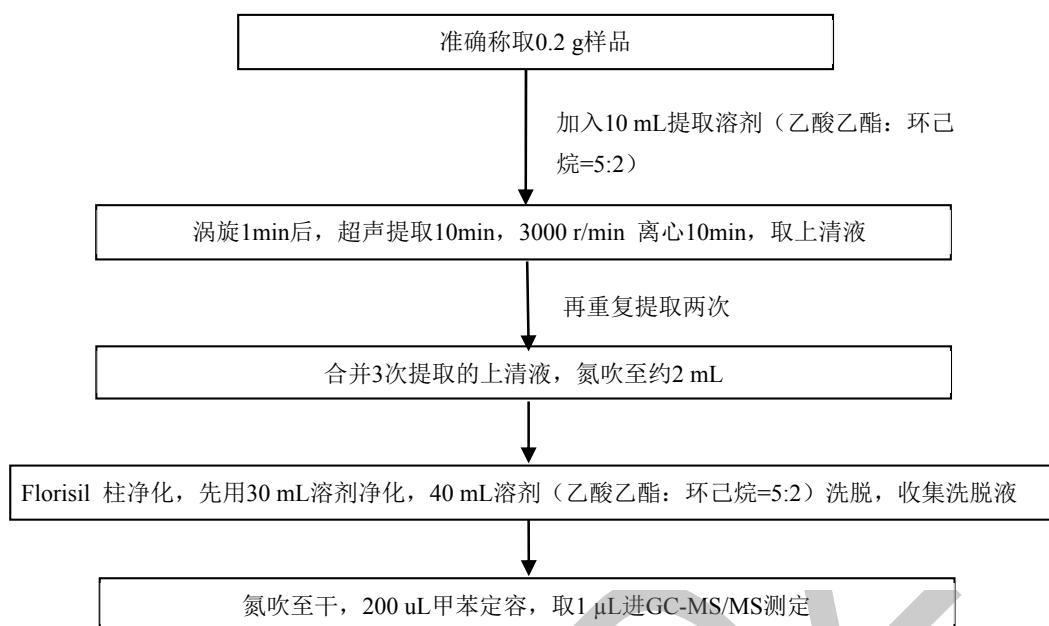 准确称取0.2 g样品
加入10 mL提取溶剂（乙酸乙酯：环己
烷=5:2）
涡旋1min后，超声提取10min，3000 r/min 离心10min，取上清液
再重复提取两次
合并3次提取的上清液，氮吹至约2 mL
Florisil 柱净化，先用30 mL溶剂净化，40 mL溶剂（乙酸乙酯：环己烷=5:2）洗脱，收集洗脱液
氮吹至干，200 uL甲苯定容，取1 µL进GC-MS/MS测定